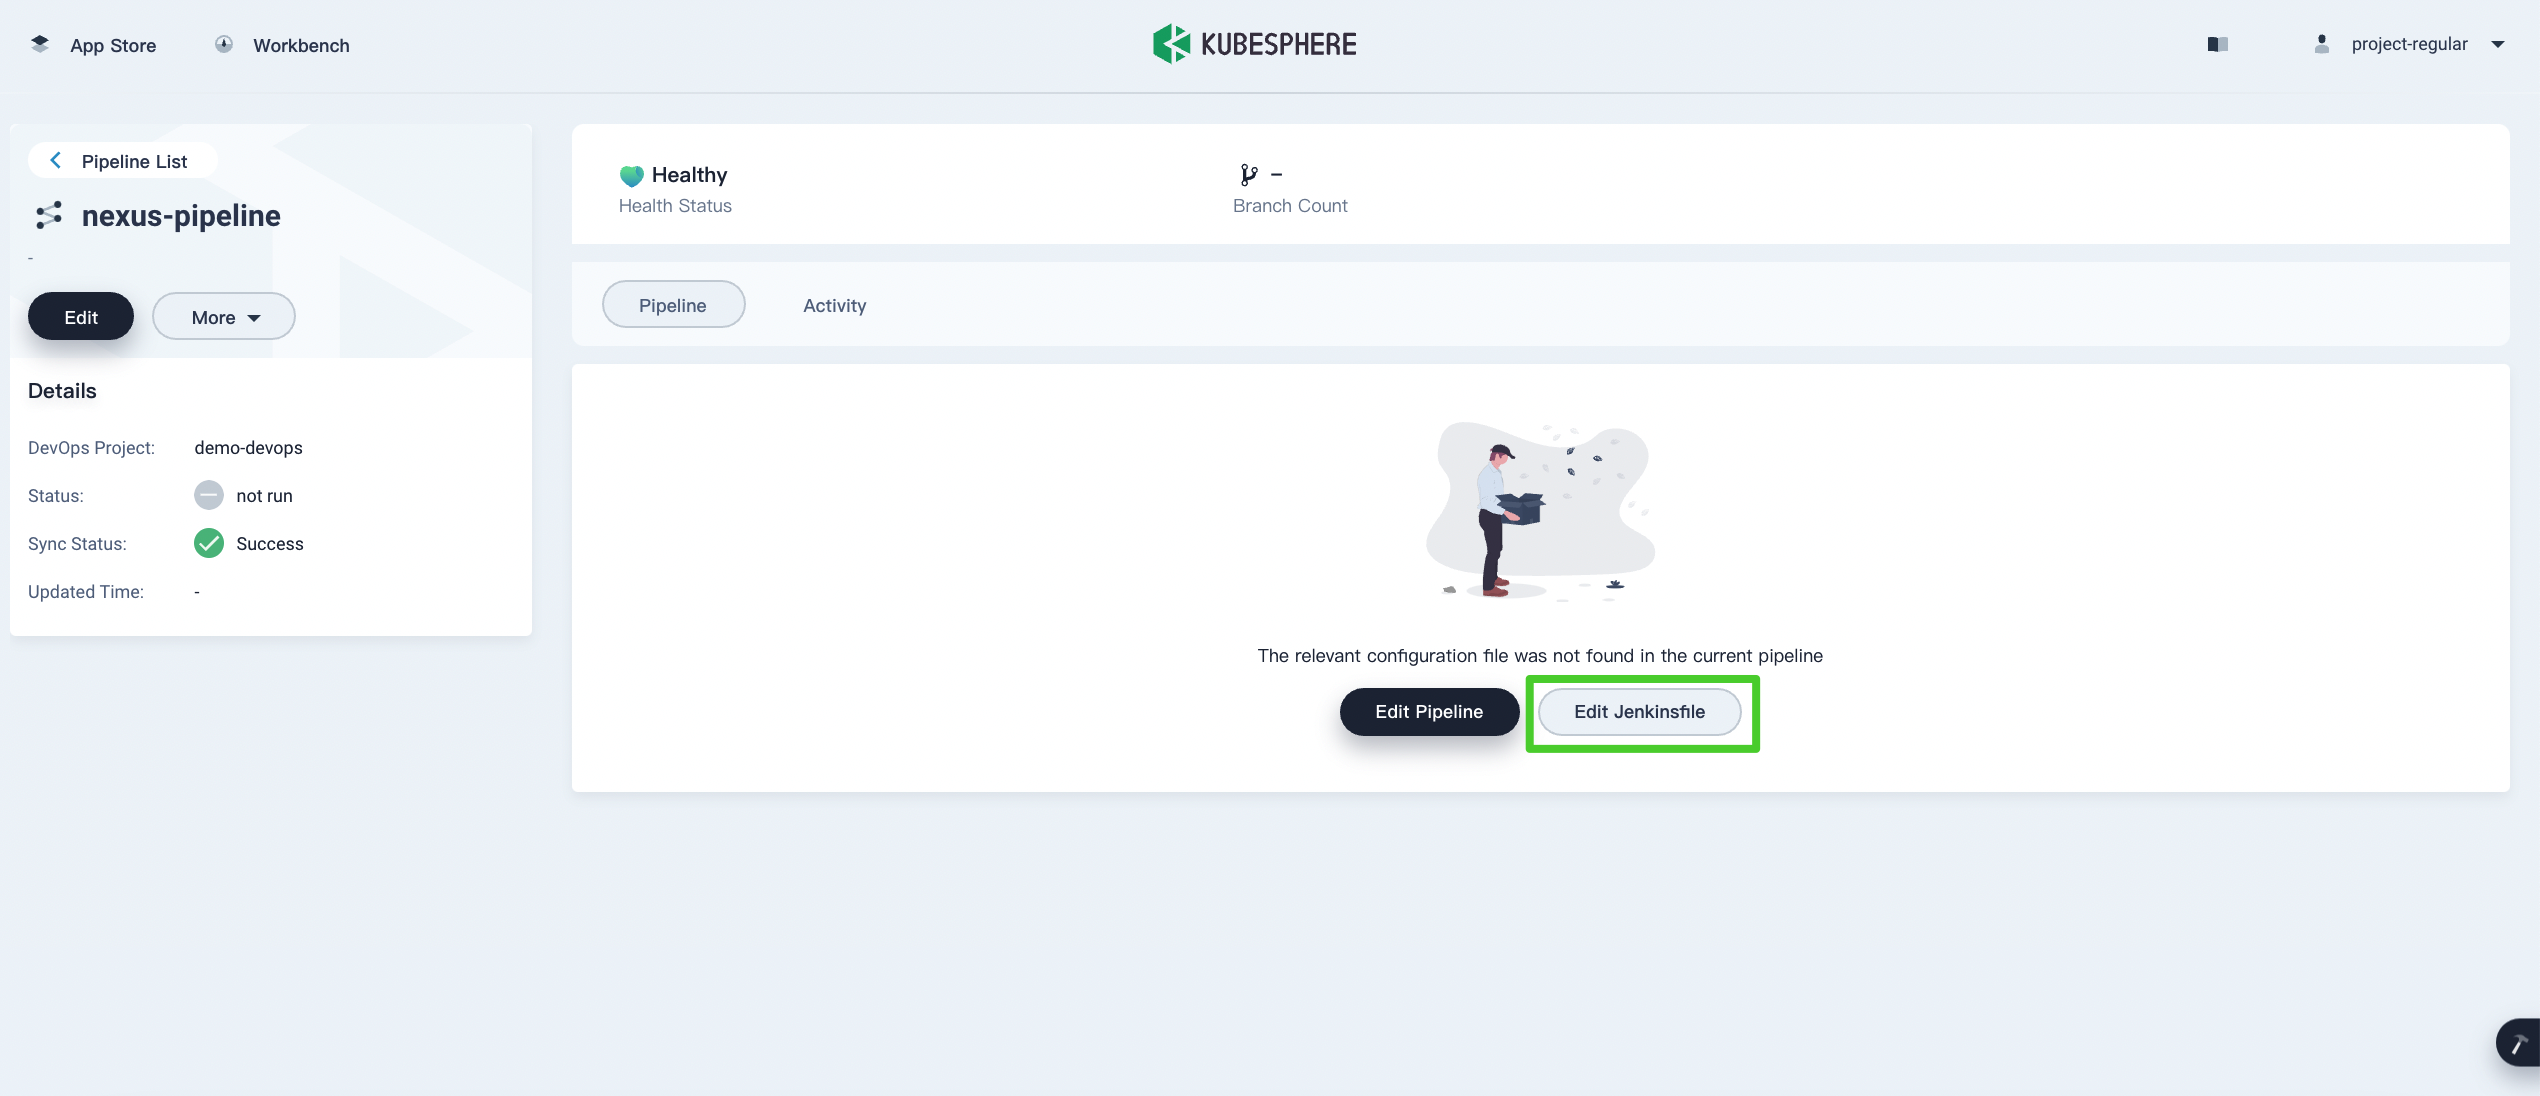 App Store
Workbench
KUBESPHERE
project-regular
Pipeline List
nexus-pipeline
-
Edit
More
Details
DevOps Project: demo-devops
Status: not run
Sync Status: Success
Updated Time: -
Healthy
Health Status
–
Branch Count
Pipeline
Activity
The relevant configuration file was not found in the current pipeline
Edit Pipeline
Edit Jenkinsfile